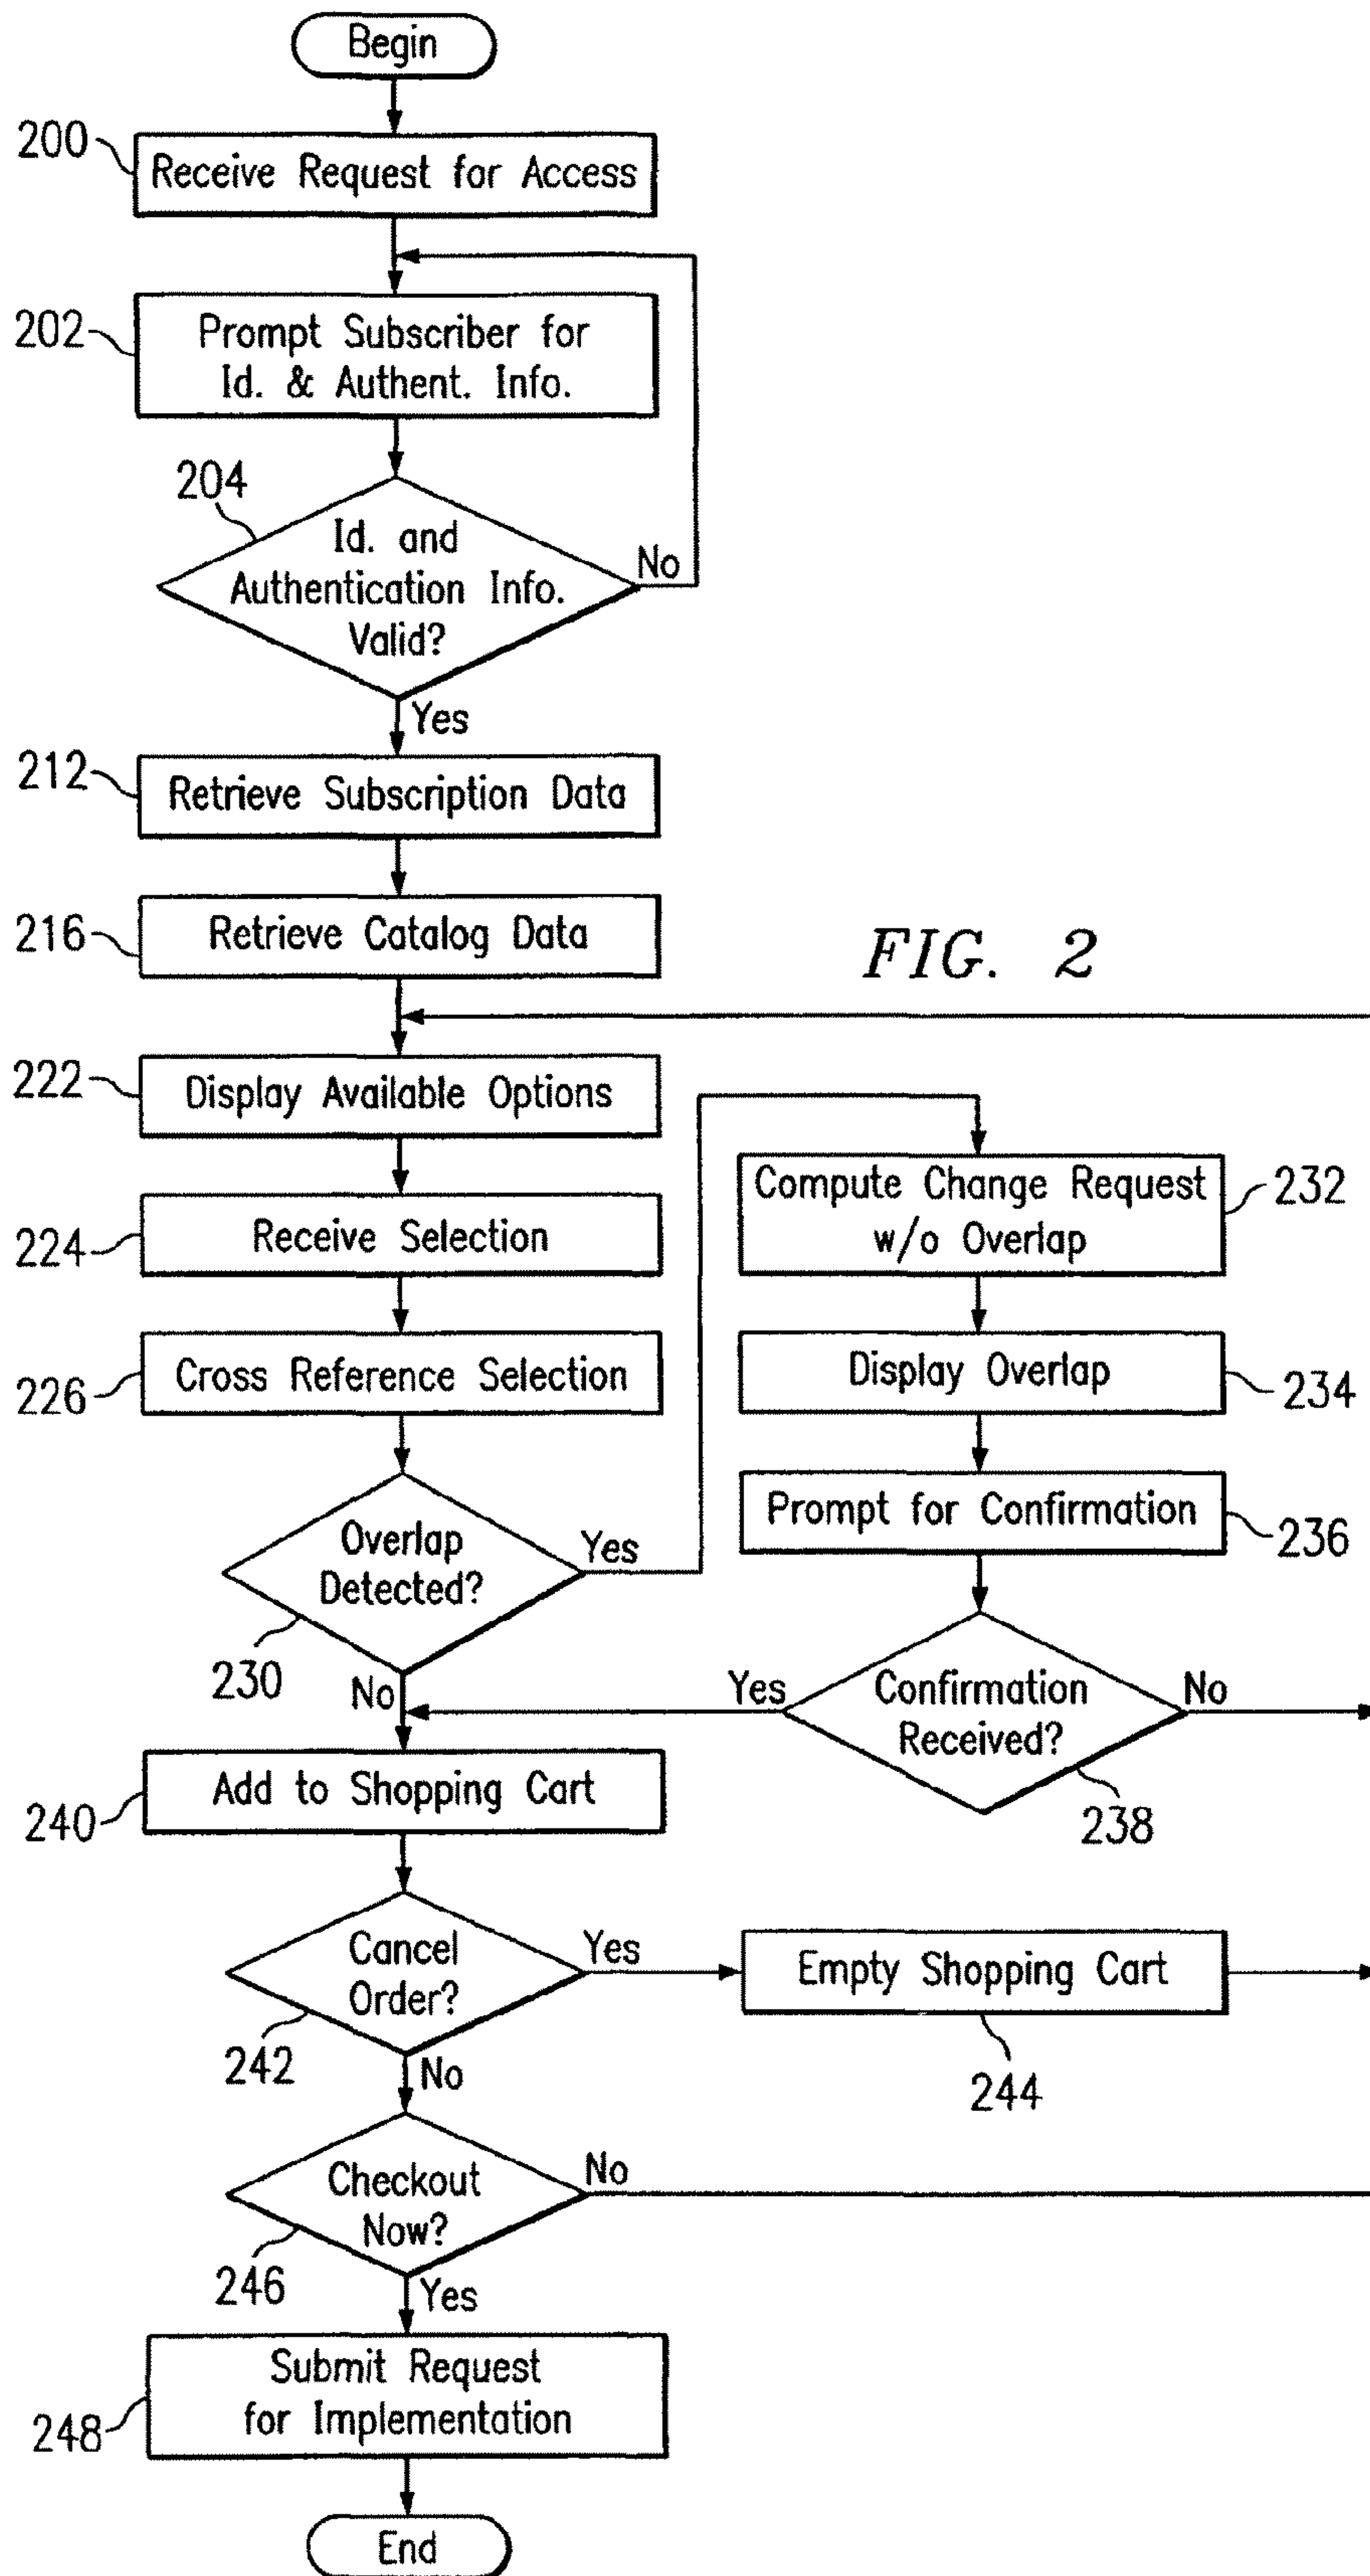 Begin
200
Receive Request for Access
202
Prompt Subscriber for
Id. & Authent. Info.
204
Id. and
Authentication Info.
Valid?
No
Yes
212
Retrieve Subscription Data
216
Retrieve Catalog Data
FIG. 2
222
Display Available Options
224
Receive Selection
226
Cross Reference Selection
Overlap
Detected?
Yes
230
No
Compute Change Request
w/o Overlap
232
Display Overlap
234
Prompt for Confirmation
236
Confirmation
Received?
Yes
No
238
240
Add to Shopping Cart
Cancel
Order?
Yes
242
No
Empty Shopping Cart
244
Checkout
Now?
No
246
Yes
Submit Request
for Implementation
248
End